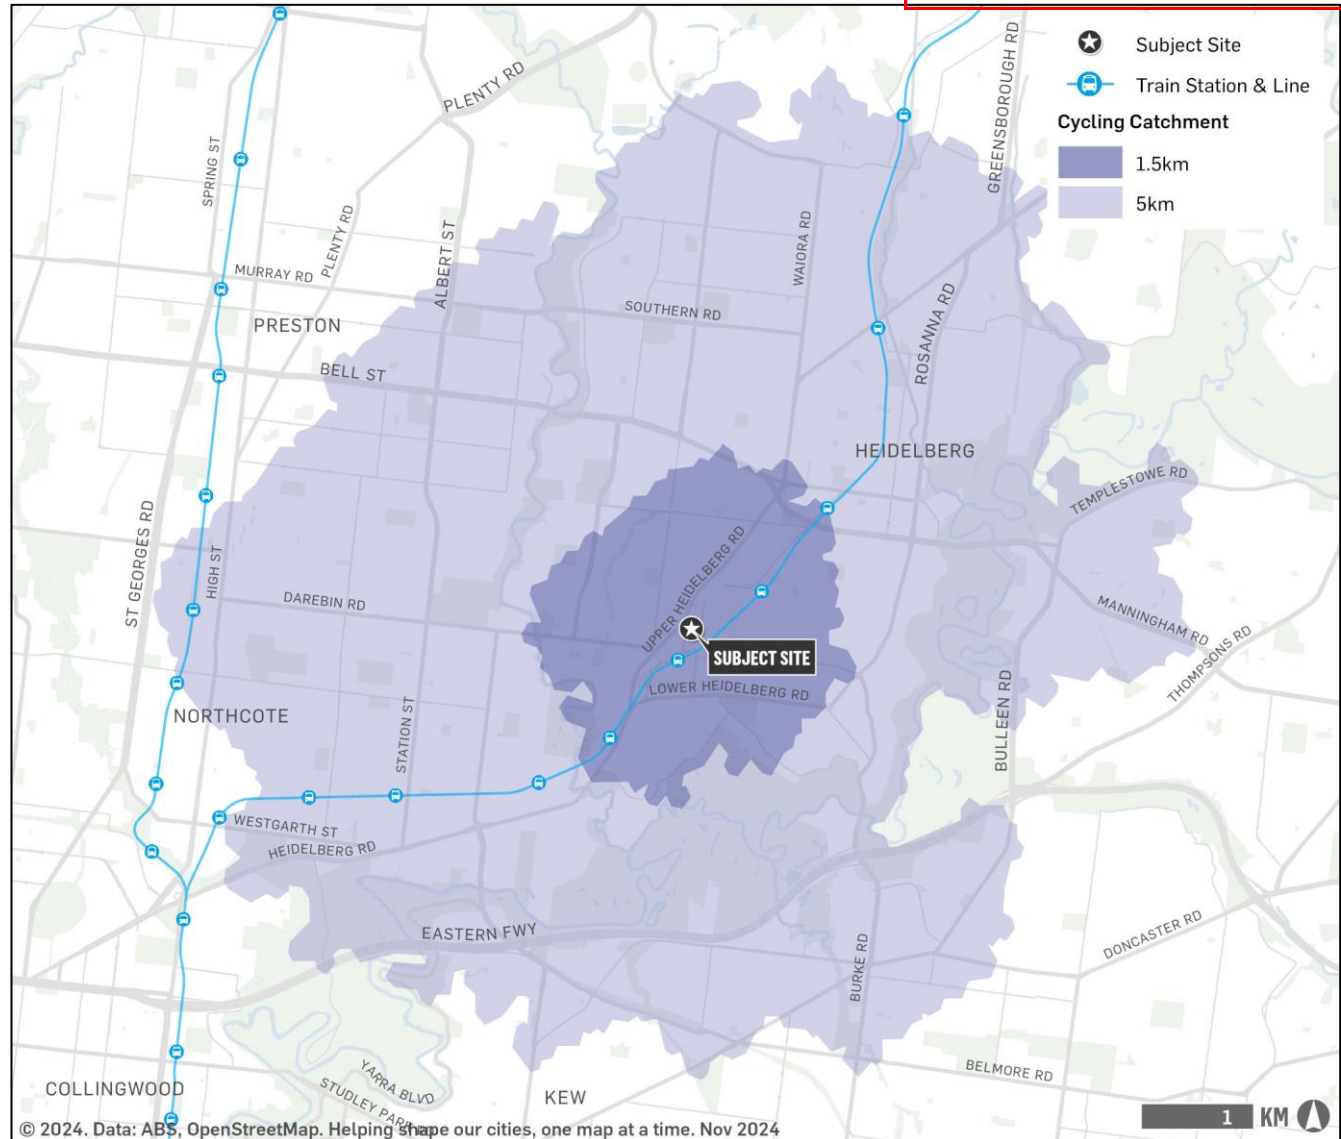 Subject Site
Train Station & Line
Cycling Catchment
1.5km
5km
PLENTY RD
GREENSBOROUGH RD
SPRING ST
PLENTY RD
ALBERT ST
WAIORA RD
MURRAY RD
SOUTHERN RD
PRESTON
ROSANNA RD
BELL ST
HEIDELBERG
TEMPLESTOWE RD
ST GEORGES RD
HIGH ST
UPPER HEIDELBERG RD
DAREBIN RD
MANNINGHAM RD
THOMPSONS RD
SUBJECT SITE
LOWER HEIDELBERG RD
NORTHCOTE
STATION ST
BULLEEN RD
WESTGARTH ST
HEIDELBERG RD
EASTERN FWY
BURKE RD
DONCASTER RD
BELMORE RD
YARRA BLVD
COLLINGWOOD
STUDLEY PARK
KEW
1 KM
© 2024. Data: ABS, OpenStreetMap. Helping shape our cities, one map at a time. Nov 2024